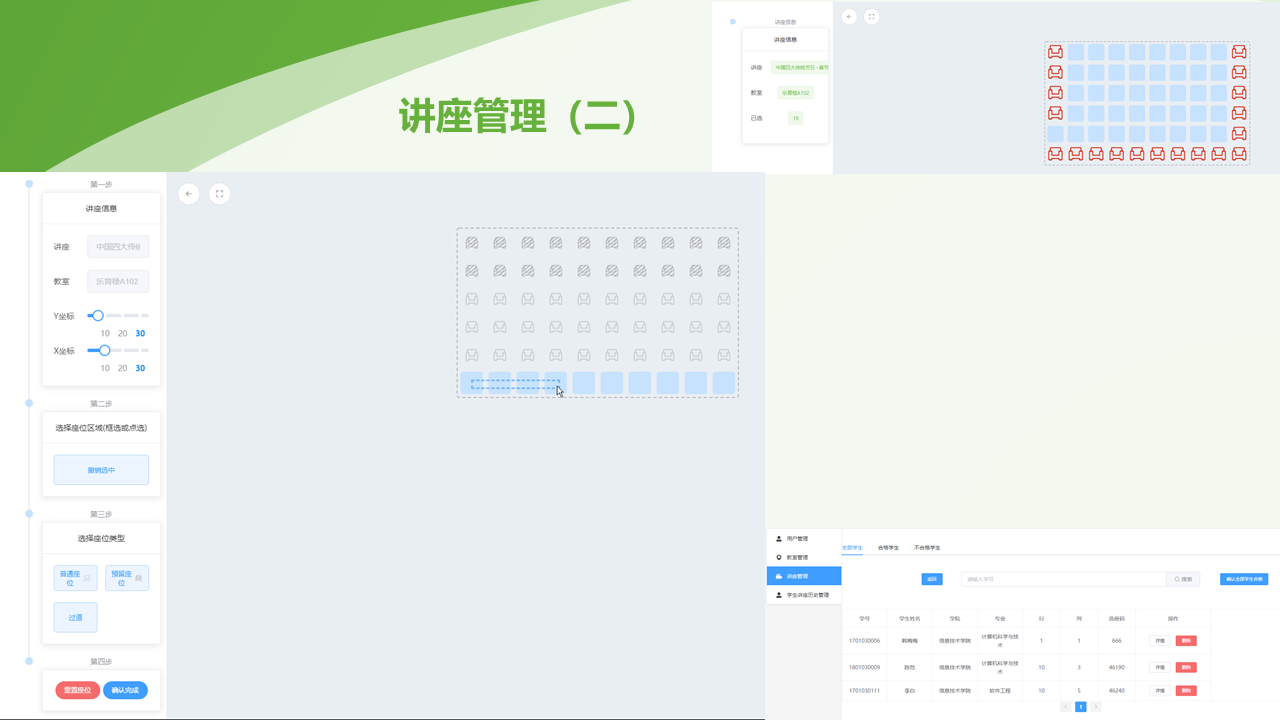 讲座管理（二）
讲座信息
讲座信息
讲座 中国四大传统节日 - 春节
教室 乐育楼A102
已选 19
第一步
讲座信息
讲座 中国四大传统
教室 乐育楼A102
Y坐标
10 20 30
X坐标
10 20 30
第二步
选择座位区域(框选或点选)
撤销选中
第三步
选择座位类型
普通座位 预留座位
过道
第四步
重置座位 确认完成
用户管理
教室管理
讲座管理
学生讲座历史管理
全部学生 合格学生 不合格学生
返回 请输入学号 搜索 确认全部学生合格
学号 学生姓名 学院 专业 行 列 选座码 操作
1701030006 韩梅梅 信息技术学院 计算机科学与技术 1 1 666 详情 删除
1801030009 信息技术学院 计算机科学与技术 10 3 46190 详情 删除
1701030111 李白 信息技术学院 软件工程 10 5 46240 详情 删除
1